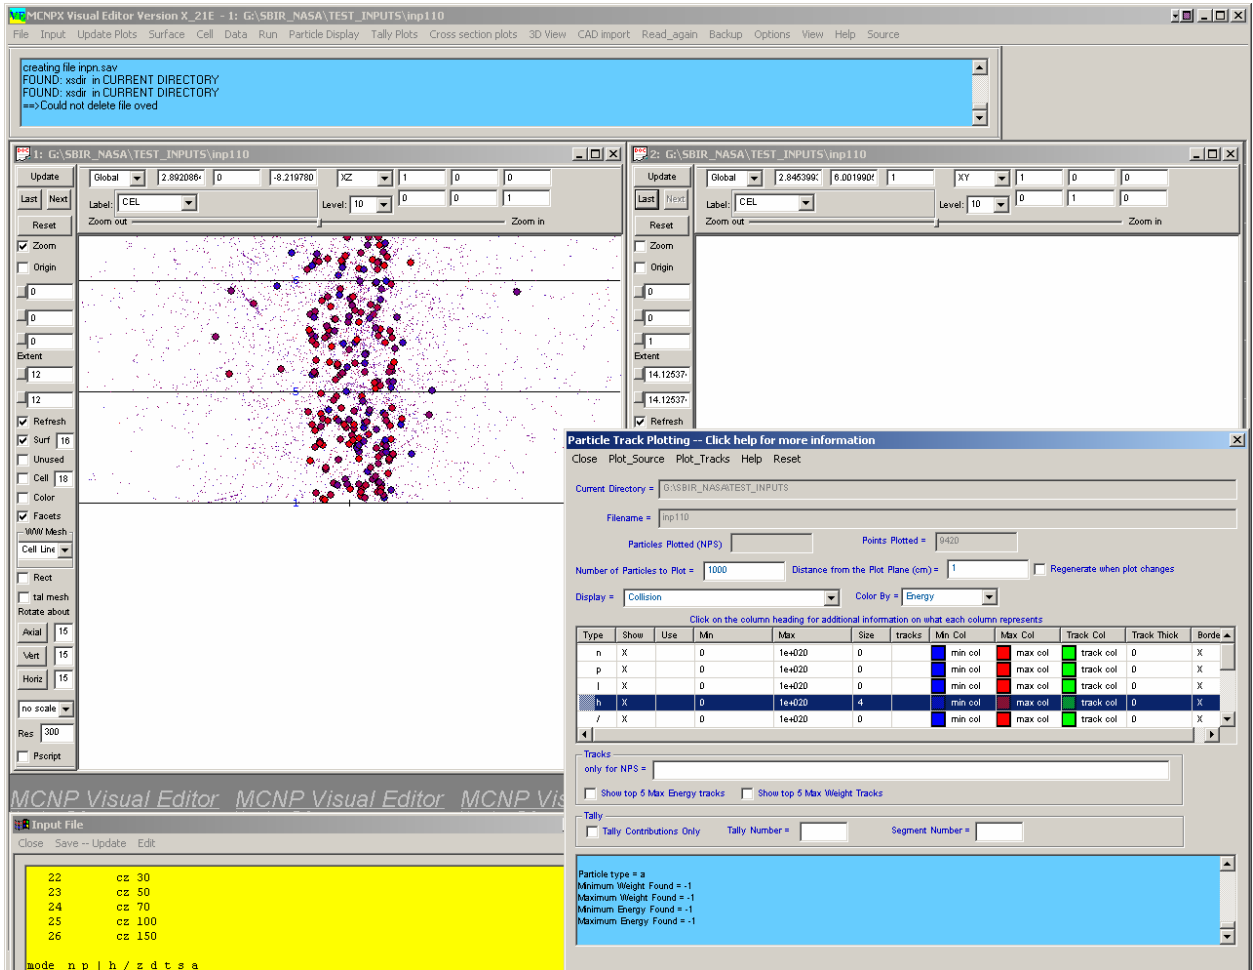 MCNPX Visual Editor Version X_21E - 1: G:\SBIR_NASA\TEST_INPUTS\inp110
File Input Update Plots Surface Cell Data Run Particle Display Tally Plots Cross section plots 3D View CAD import Read_again Backup Options View Help Source
creating file inpn.sav
FOUND: xsdir in CURRENT DIRECTORY
FOUND: xsdir in CURRENT DIRECTORY
==>Could not delete file oved
1: G:\SBIR_NASA\TEST_INPUTS\inp110
Update Global 2.892086 0 -8.219780 XZ 1 0 0
Last Next Label: CEL Level: 10 0 0 1
Reset Zoom out Zoom in
Zoom
Origin
0
0
0
Extent
12
12
Refresh
Surf 16
Unused
Cell 18
Color
Facets
WW Mesh
Cell Line
Rect
tal mesh
Rotate about
Axial 15
Vert 15
Horiz 15
no scale
Res 300
Pscript
5
1
2: G:\SBIR_NASA\TEST_INPUTS\inp110
Update Global 2.845399 6.001990 1 XY 1 0 0
Last Next Label: CEL Level: 10 0 1 0
Reset Zoom out Zoom in
Zoom
Origin
0
0
1
Extent
14.12537
14.12537
Refresh
Particle Track Plotting -- Click help for more information
Close Plot_Source Plot_Tracks Help Reset
Current Directory = G:\SBIR_NASA\TEST_INPUTS
Filename = inp110
Particles Plotted (NPS) Points Plotted = 9420
Number of Particles to Plot = 1000 Distance from the Plot Plane (cm) = 1 Regenerate when plot changes
Display = Collision Color By = Energy
Click on the column heading for additional information on what each column represents
Type Show Use Min Max Size tracks Min Col Max Col Track Col Track Thick Borde
n X 0 1e+020 0 min col max col track col 0 X
p X 0 1e+020 0 min col max col track col 0 X
| X 0 1e+020 0 min col max col track col 0 X
h X 0 1e+020 4 min col max col track col 0 X
/ X 0 1e+020 0 min col max col track col 0 X
Tracks
only for NPS =
Show top 5 Max Energy tracks Show top 5 Max Weight Tracks
Tally
Tally Contributions Only Tally Number = Segment Number =
Particle type = a
Minimum Weight Found = -1
Maximum Weight Found = -1
Minimum Energy Found = -1
Maximum Energy Found = -1
MCNP Visual Editor MCNP Visual Editor MCNP Vis
Input File
Close Save -- Update Edit
22 cz 30
23 cz 50
24 cz 70
25 cz 100
26 cz 150
mode n p | h / z d t s a